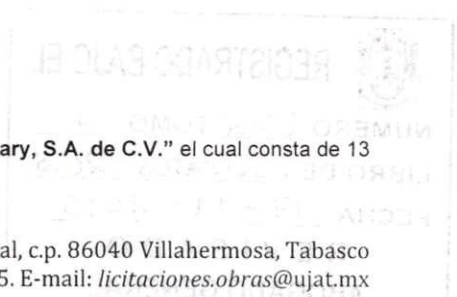 REGISTRADO BAJO EL
NUMERO TOMO
LIBRO DE
FECHA
ary, S.A. de C.V.” el cual consta de 13
al, c.p. 86040 Villahermosa, Tabasco
5. E-mail: licitaciones.obras@ujat.mx